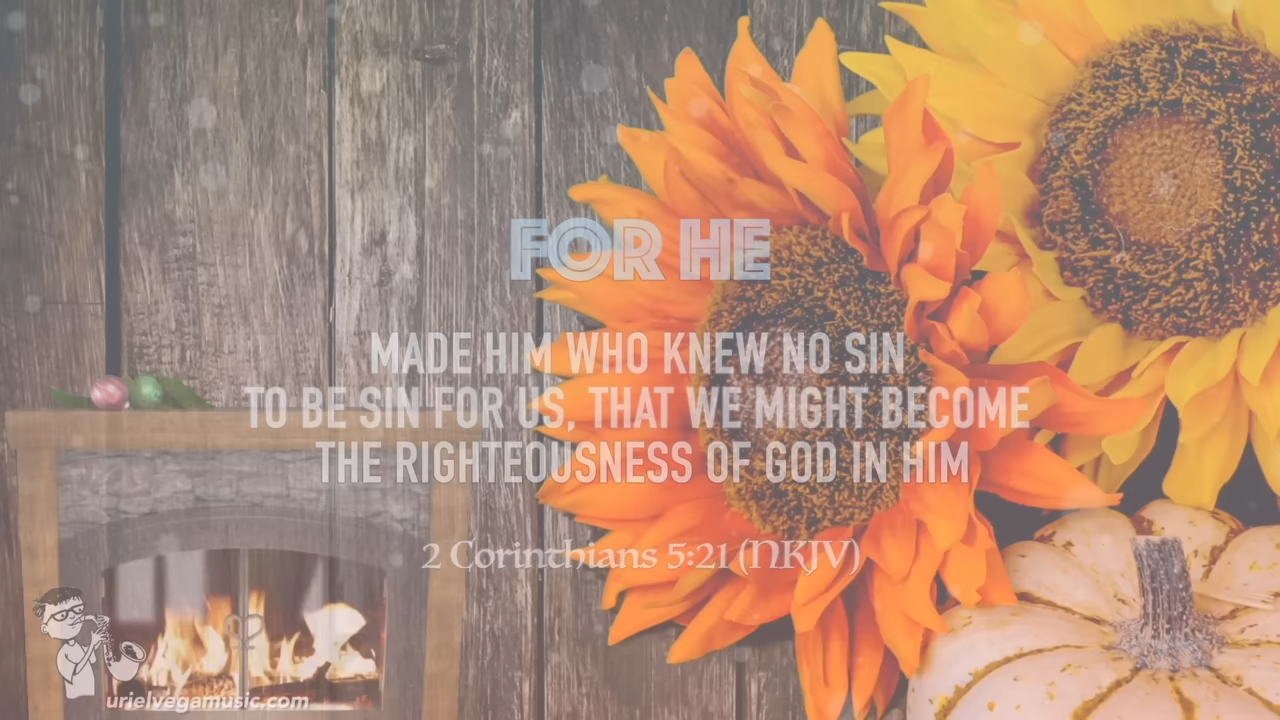 FOR HE
MADE HIM WHO KNEW NO SIN
TO BE SIN FOR US, THAT WE MIGHT BECOME
THE RIGHTEOUSNESS OF GOD IN HIM
2 Corinthians 5:21 (NKJV)
urielvegamusic.com